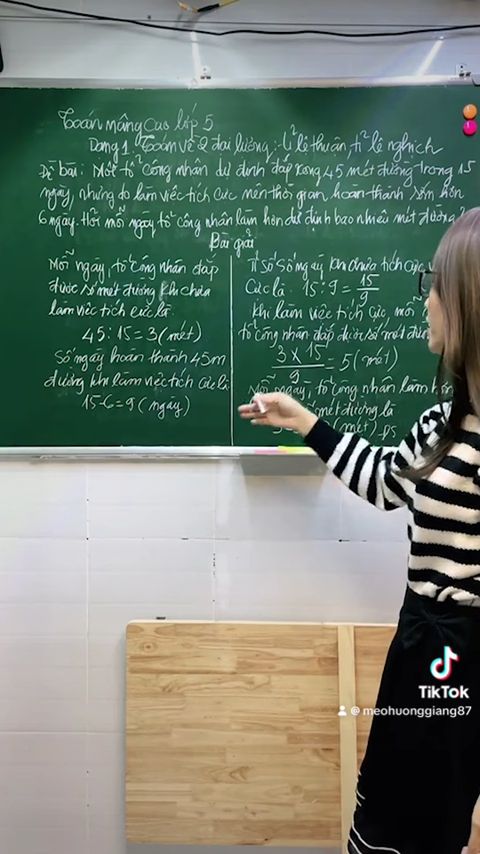 Toán nâng cao lớp 5
Dạng 1 Toán về 2 đại lượng: Tỉ lệ thuận, tỉ lệ nghịch
Đề bài: Một tổ công nhân dự định đắp xong 45 mét đường trong 15
ngày, nhưng do làm việc tích cực nên thời gian hoàn thành sớm hơn
6 ngày. Hỏi mỗi ngày tổ công nhân làm hơn dự định bao nhiêu mét đường?
Bài giải
Mỗi ngày, tổ công nhân đắp
được số mét đường khi chưa
làm việc tích cực là
45 : 15 = 3 (mét)
Số ngày hoàn thành 45m
đường khi làm việc tích cực là
15 - 6 = 9 (ngày)
Tỉ số số ngày khi chưa tích cực
cực là : 15 : 9 = 15/9
Khi làm việc tích cực, mỗi
tổ công nhân đắp được số mét đường
3 x 15 / 9 = 5 (mét)
Mỗi ngày, tổ công nhân làm hơn
mét đường là
(mét) ĐS
TikTok
@ meohuonggiang87